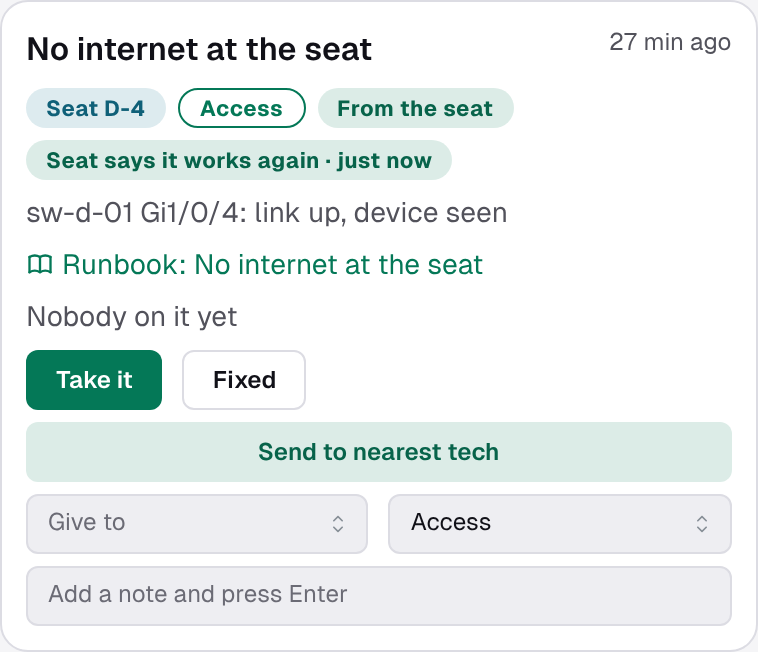 No internet at the seat
27 min ago
Seat D-4 Access From the seat
Seat says it works again · just now
sw-d-01 Gi1/0/4: link up, device seen
Runbook: No internet at the seat
Nobody on it yet
Take it Fixed
Send to nearest tech
Give to Access
Add a note and press Enter